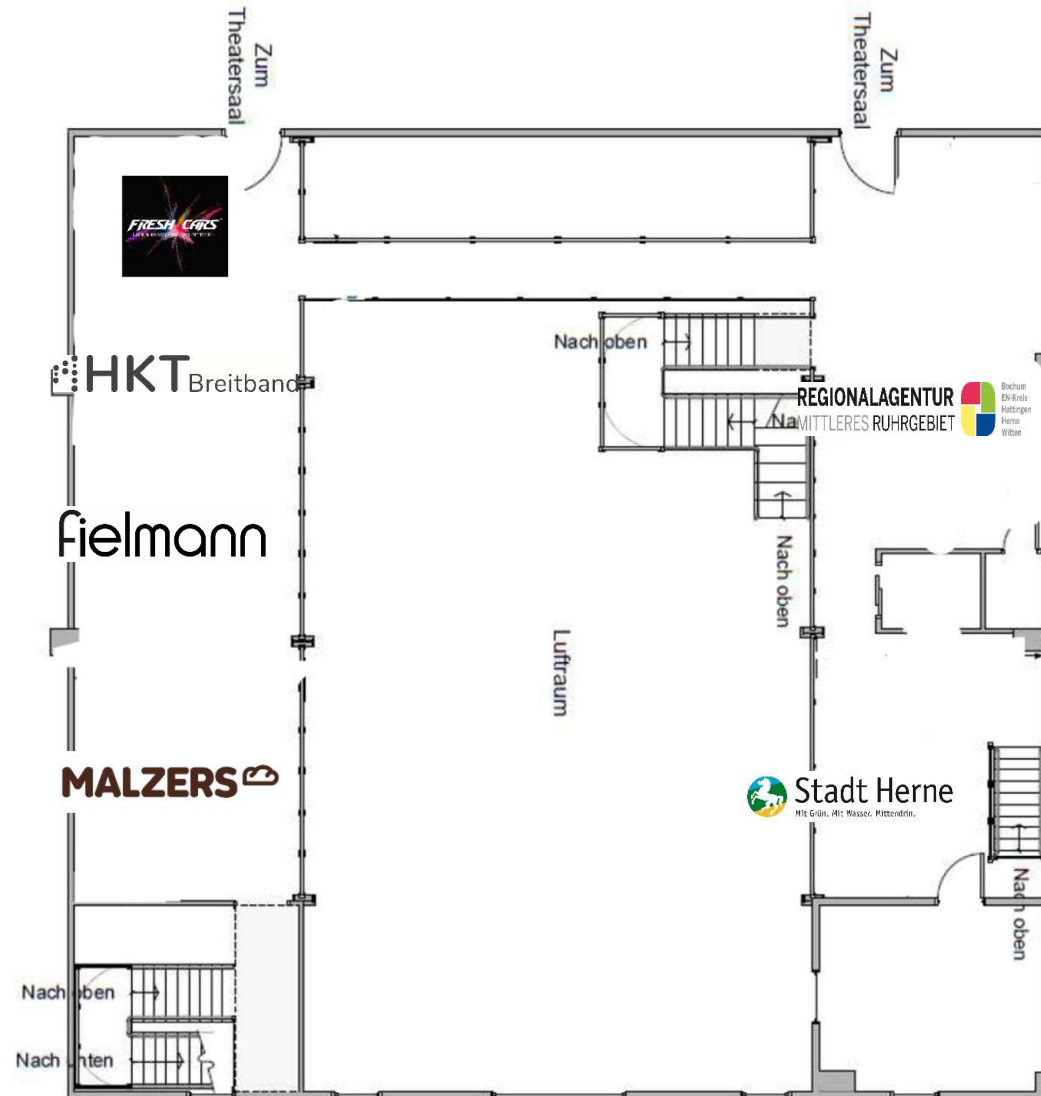 Zum
Theatersaal
Zum
Theatersaal
FRESH CARS
HKT Breitband
Nach oben
REGIONALAGENTUR
MITTLERES RUHRGEBIET
Bochum
EN-Kreis
Hattingen
Herne
Witten
Na
fielmann
Nach oben
Luftraum
MALZERS
Stadt Herne
Mit Grün. Mit Wasser. Mittendrin.
Nach oben
Nach oben
Nach unten